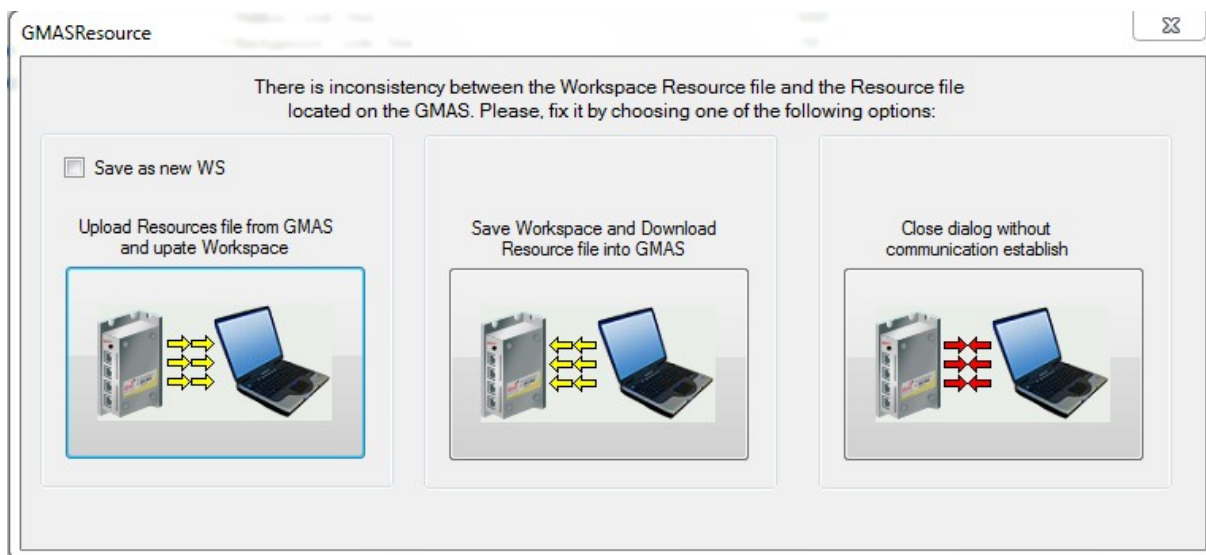 GMASResource
There is inconsistency between the Workspace Resource file and the Resource file
located on the GMAS. Please, fix it by choosing one of the following options:
Save as new WS
Upload Resources file from GMAS
and upate Workspace
Save Workspace and Download
Resource file into GMAS
Close dialog without
communication establish